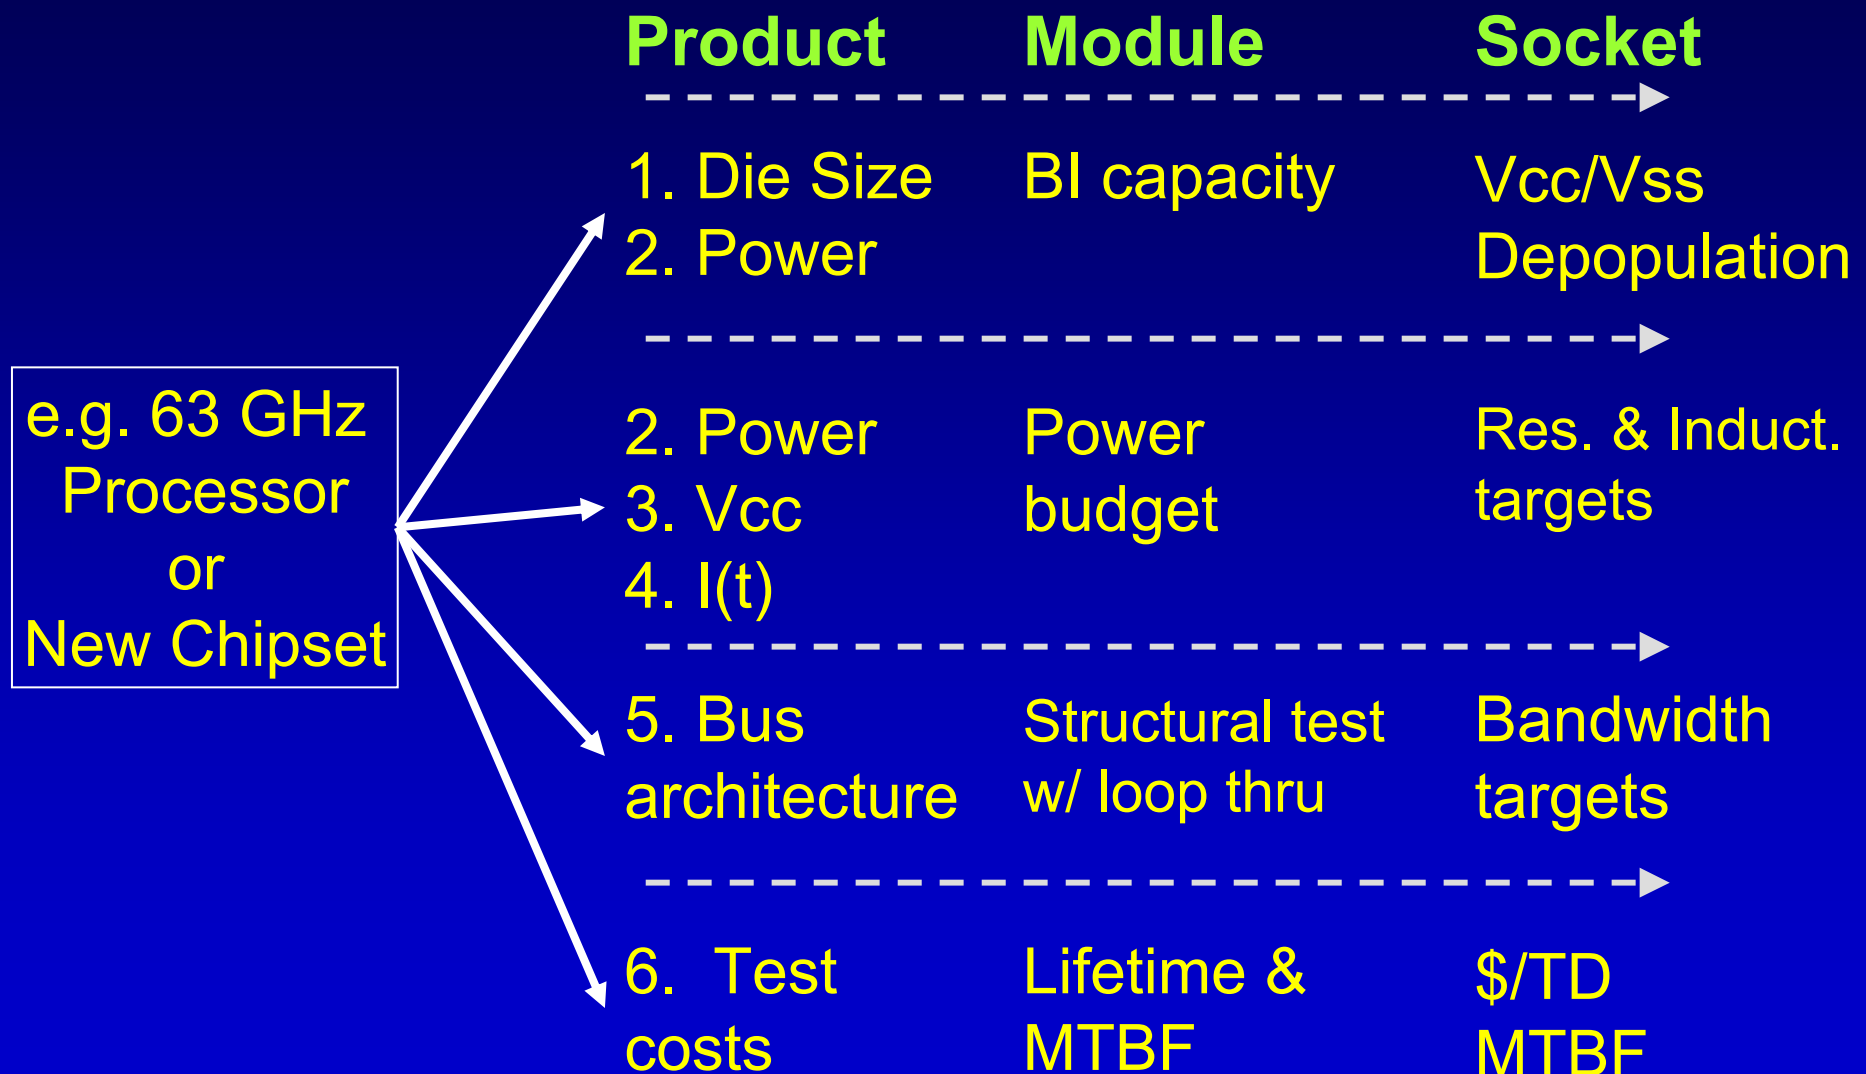 Product Module Socket
1. Die Size BI capacity Vcc/Vss
2. Power Depopulation
e.g. 63 GHz
Processor
or
New Chipset
2. Power Power Res. & Induct.
3. Vcc budget targets
4. I(t)
5. Bus Structural test Bandwidth
architecture w/ loop thru targets
6. Test Lifetime & $/TD
costs MTBF MTBF